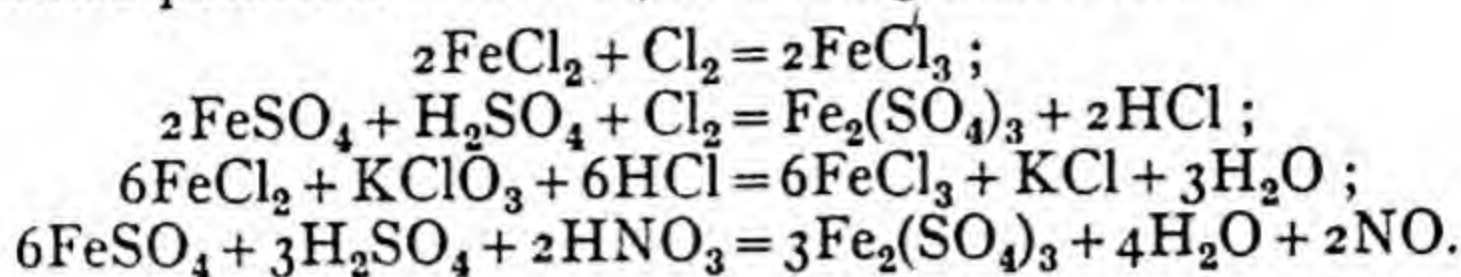 2FeCl₂ + Cl₂ = 2FeCl₃ ;
2FeSO₄ + H₂SO₄ + Cl₂ = Fe₂(SO₄)₃ + 2HCl ;
6FeCl₂ + KClO₃ + 6HCl = 6FeCl₃ + KCl + 3H₂O ;
6FeSO₄ + 3H₂SO₄ + 2HNO₃ = 3Fe₂(SO₄)₃ + 4H₂O + 2NO.